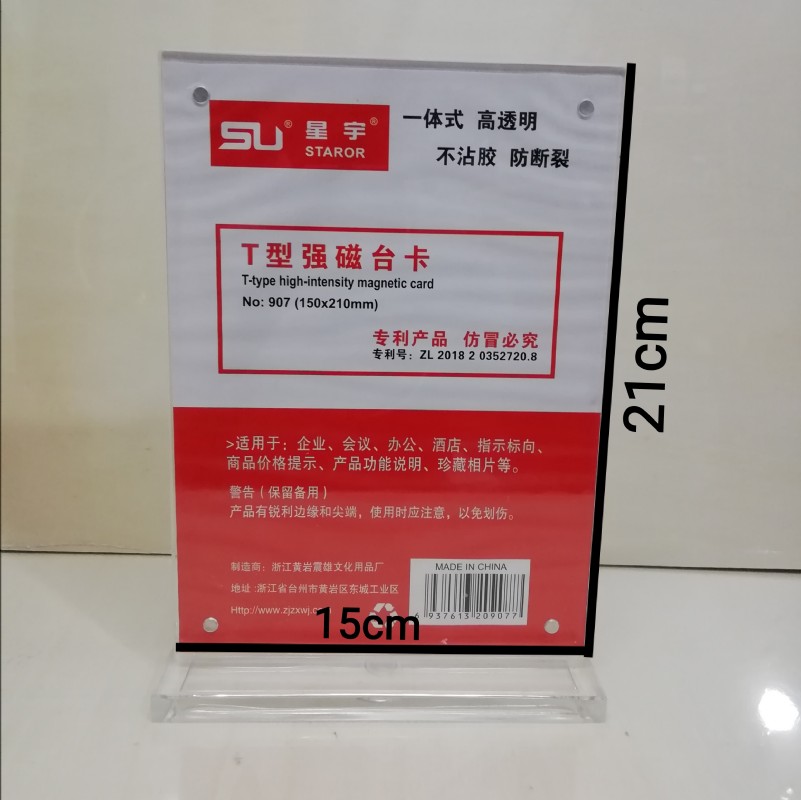 SU® 星宇®
STAROR
一体式 高透明
不沾胶 防断裂
T型强磁台卡
T-type high-intensity magnetic card
No: 907 (150x210mm)
专利产品 仿冒必究
专利号：ZL 2018 2 0352720.8
21cm
>适用于：企业、会议、办公、酒店、指示标向、
商品价格提示、产品功能说明、珍藏相片等。
警告（保留备用）
产品有锐利边缘和尖端，使用时应注意，以免划伤。
制造商：浙江黄岩震雄文化用品厂
地址:浙江省台州市黄岩区东城工业区
Http://www.zjzxwj.
MADE IN CHINA
6 937613 209077
15cm